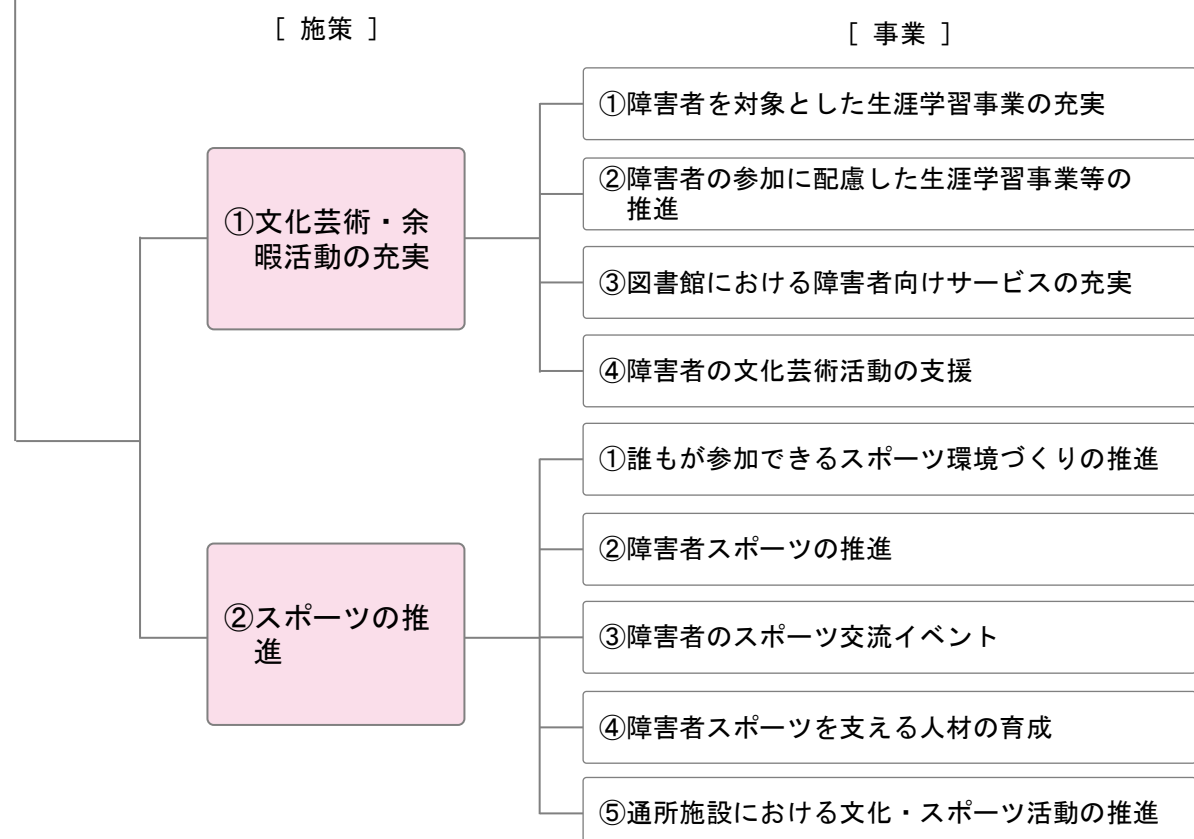 [ 施策 ]
[ 事業 ]
①文化芸術・余
暇活動の充実
①障害者を対象とした生涯学習事業の充実
②障害者の参加に配慮した生涯学習事業等の
推進
③図書館における障害者向けサービスの充実
④障害者の文化芸術活動の支援
②スポーツの推
進
①誰もが参加できるスポーツ環境づくりの推進
②障害者スポーツの推進
③障害者のスポーツ交流イベント
④障害者スポーツを支える人材の育成
⑤通所施設における文化・スポーツ活動の推進